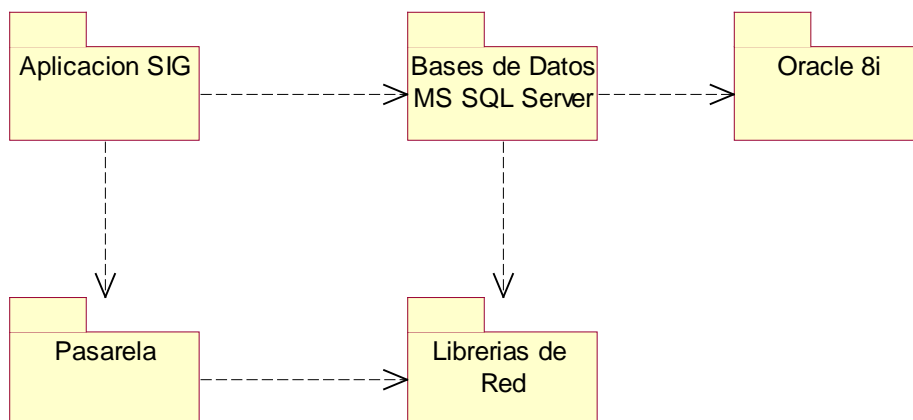 Aplicacion SIG
Bases de Datos
MS SQL Server
Oracle 8i
Pasarela
Librerias de
Red